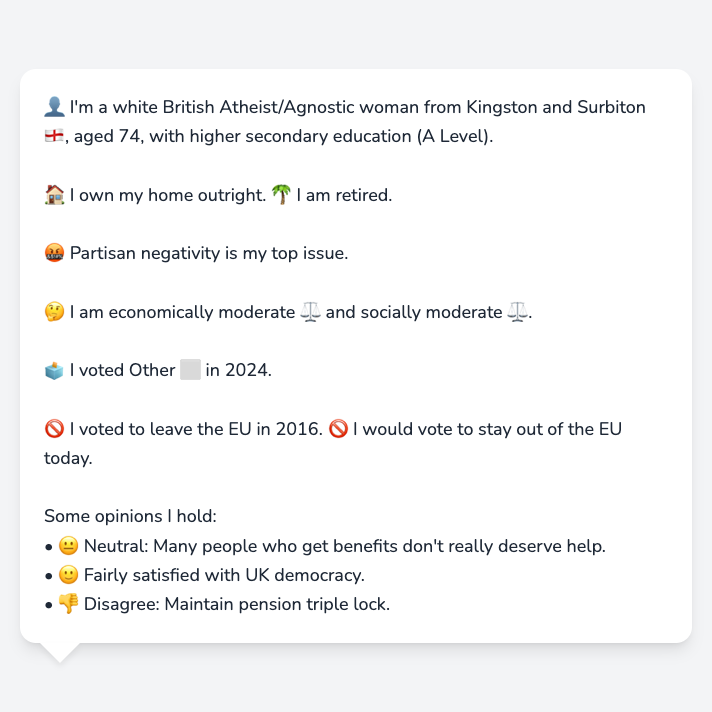 👤 I'm a white British Atheist/Agnostic woman from Kingston and Surbiton
🏴󠁧󠁢󠁥󠁮󠁧󠁿, aged 74, with higher secondary education (A Level).
🏠 I own my home outright. 🌴 I am retired.
🤬 Partisan negativity is my top issue.
🤔 I am economically moderate ⚖️ and socially moderate ⚖️.
🗳️ I voted Other ⬜ in 2024.
🚫 I voted to leave the EU in 2016. 🚫 I would vote to stay out of the EU
today.
Some opinions I hold:
• 😐 Neutral: Many people who get benefits don't really deserve help.
• 🙂 Fairly satisfied with UK democracy.
• 👎 Disagree: Maintain pension triple lock.